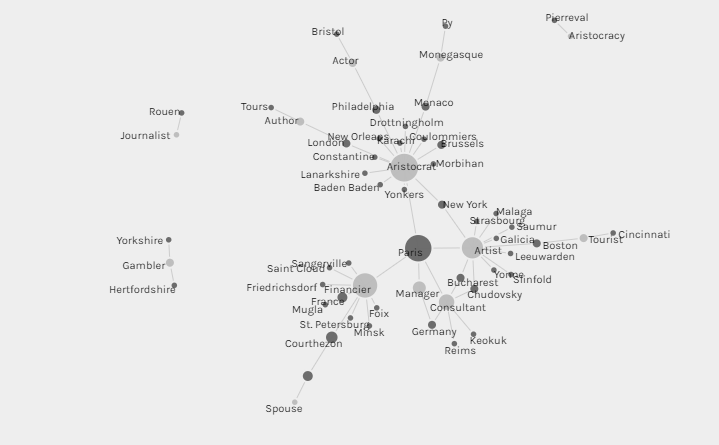 Pierreval
Py
Bristol
Aristocracy
Monegasque
Actor
Monaco
Philadelphia
Tours
Rouen
Author
Drottningholm
Journalist
New Orleans
Karachi
Coulommiers
London
Brussels
Constantine
Aristocrat
Morbihan
Lanarkshire
Baden Baden
Yonkers
New York
Malaga
Strasbourg
Saumur
Cincinnati
Yorkshire
Galicia
Tourist
Boston
Artist
Paris
Leeuwarden
Gambler
Sangerville
Saint Cloud
Yonne
Slinfold
Bucharest
Friedrichsdorf
Hertfordshire
Financier
Manager
Chudovsky
France
Consultant
Mugla
Foix
St. Petersburg
Minsk
Germany
Keokuk
Courthezon
Reims
Spouse